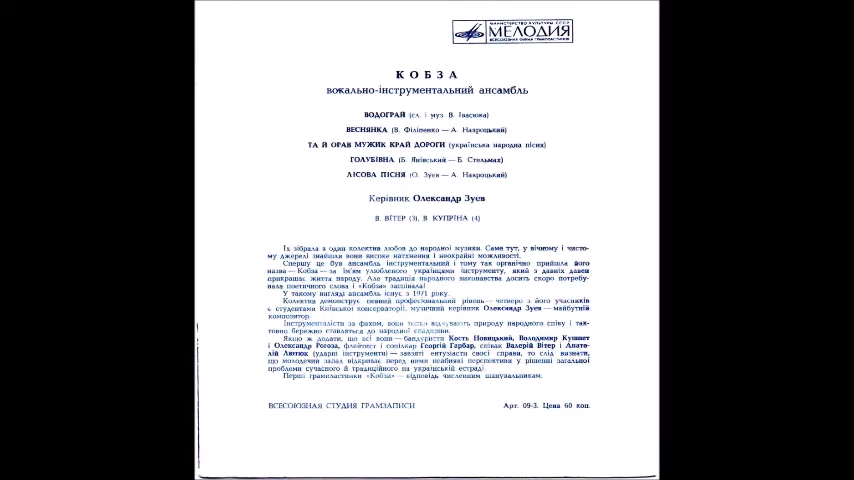 МИНИСТЕРСТВО КУЛЬТУРЫ СССР
МЕЛОДИЯ
ВСЕСОЮЗНАЯ ФИРМА ГРАМПЛАСТИНОК
КОБЗА
вокально-інструментальний ансамбль
ВОДОГРАЙ (сл. і муз. В. Івасюка)
ВЕСНЯНКА (В. Філіпенко — А. Навроцький)
ТА Й ОРАВ МУЖИК КРАЙ ДОРОГИ (українська народна пісня)
ГОЛУБІВНА (Б. Янівський — Б. Стельмах)
ЛІСОВА ПІСНЯ (О. Зуєв — А. Навроцький)
Керівник Олександр Зуєв
В. ВІТЕР (3), В. КУПРІНА (4)
Їх зібрала в один колектив любов до народної музики. Саме тут, у вічному і чисто-
му джерелі знайшли вони високе натхнення і неокраїні можливості.
Спершу це був ансамбль інструментальний і тому так органічно прийшла його
назва — Кобза — за ім'ям улюбленого українцями інструменту, який з давніх давен
прикрашає життя народу. Але традиція народного виконавства досить скоро потребу-
вала поетичного слова і «Кобза» заспівала!
У такому вигляді ансамбль існує з 1971 року.
Колектив демонструє певний професіональний рівень — четверо з його учасників
є студентами Київської консерваторії, музичний керівник Олександр Зуєв — майбутній
композитор.
Інструменталісти за фахом, вони тонко відчувають природу народного співу і так-
товно бережно ставляться до народної спадщини.
Якщо ж додати, що всі вони — бандуристи Кость Новицький, Володимир Кушпет
і Олександр Рогоза, флейтист і сопілкар Георгій Гарбар, співак Валерій Вітер і Анато-
лій Лютюк (ударні інструменти) — завзяті ентузіасти своєї справи, то слід визнати,
що молодечий запал відкриває перед ними неабиякі перспективи у рішенні загальної
проблеми сучасного й традиційного на українській естраді.
Перші грамплатівки «Кобзи» — відповідь численним шанувальникам.
ВСЕСОЮЗНАЯ СТУДИЯ ГРАМЗАПИСИ
Арт. 09-3. Цена 60 коп.